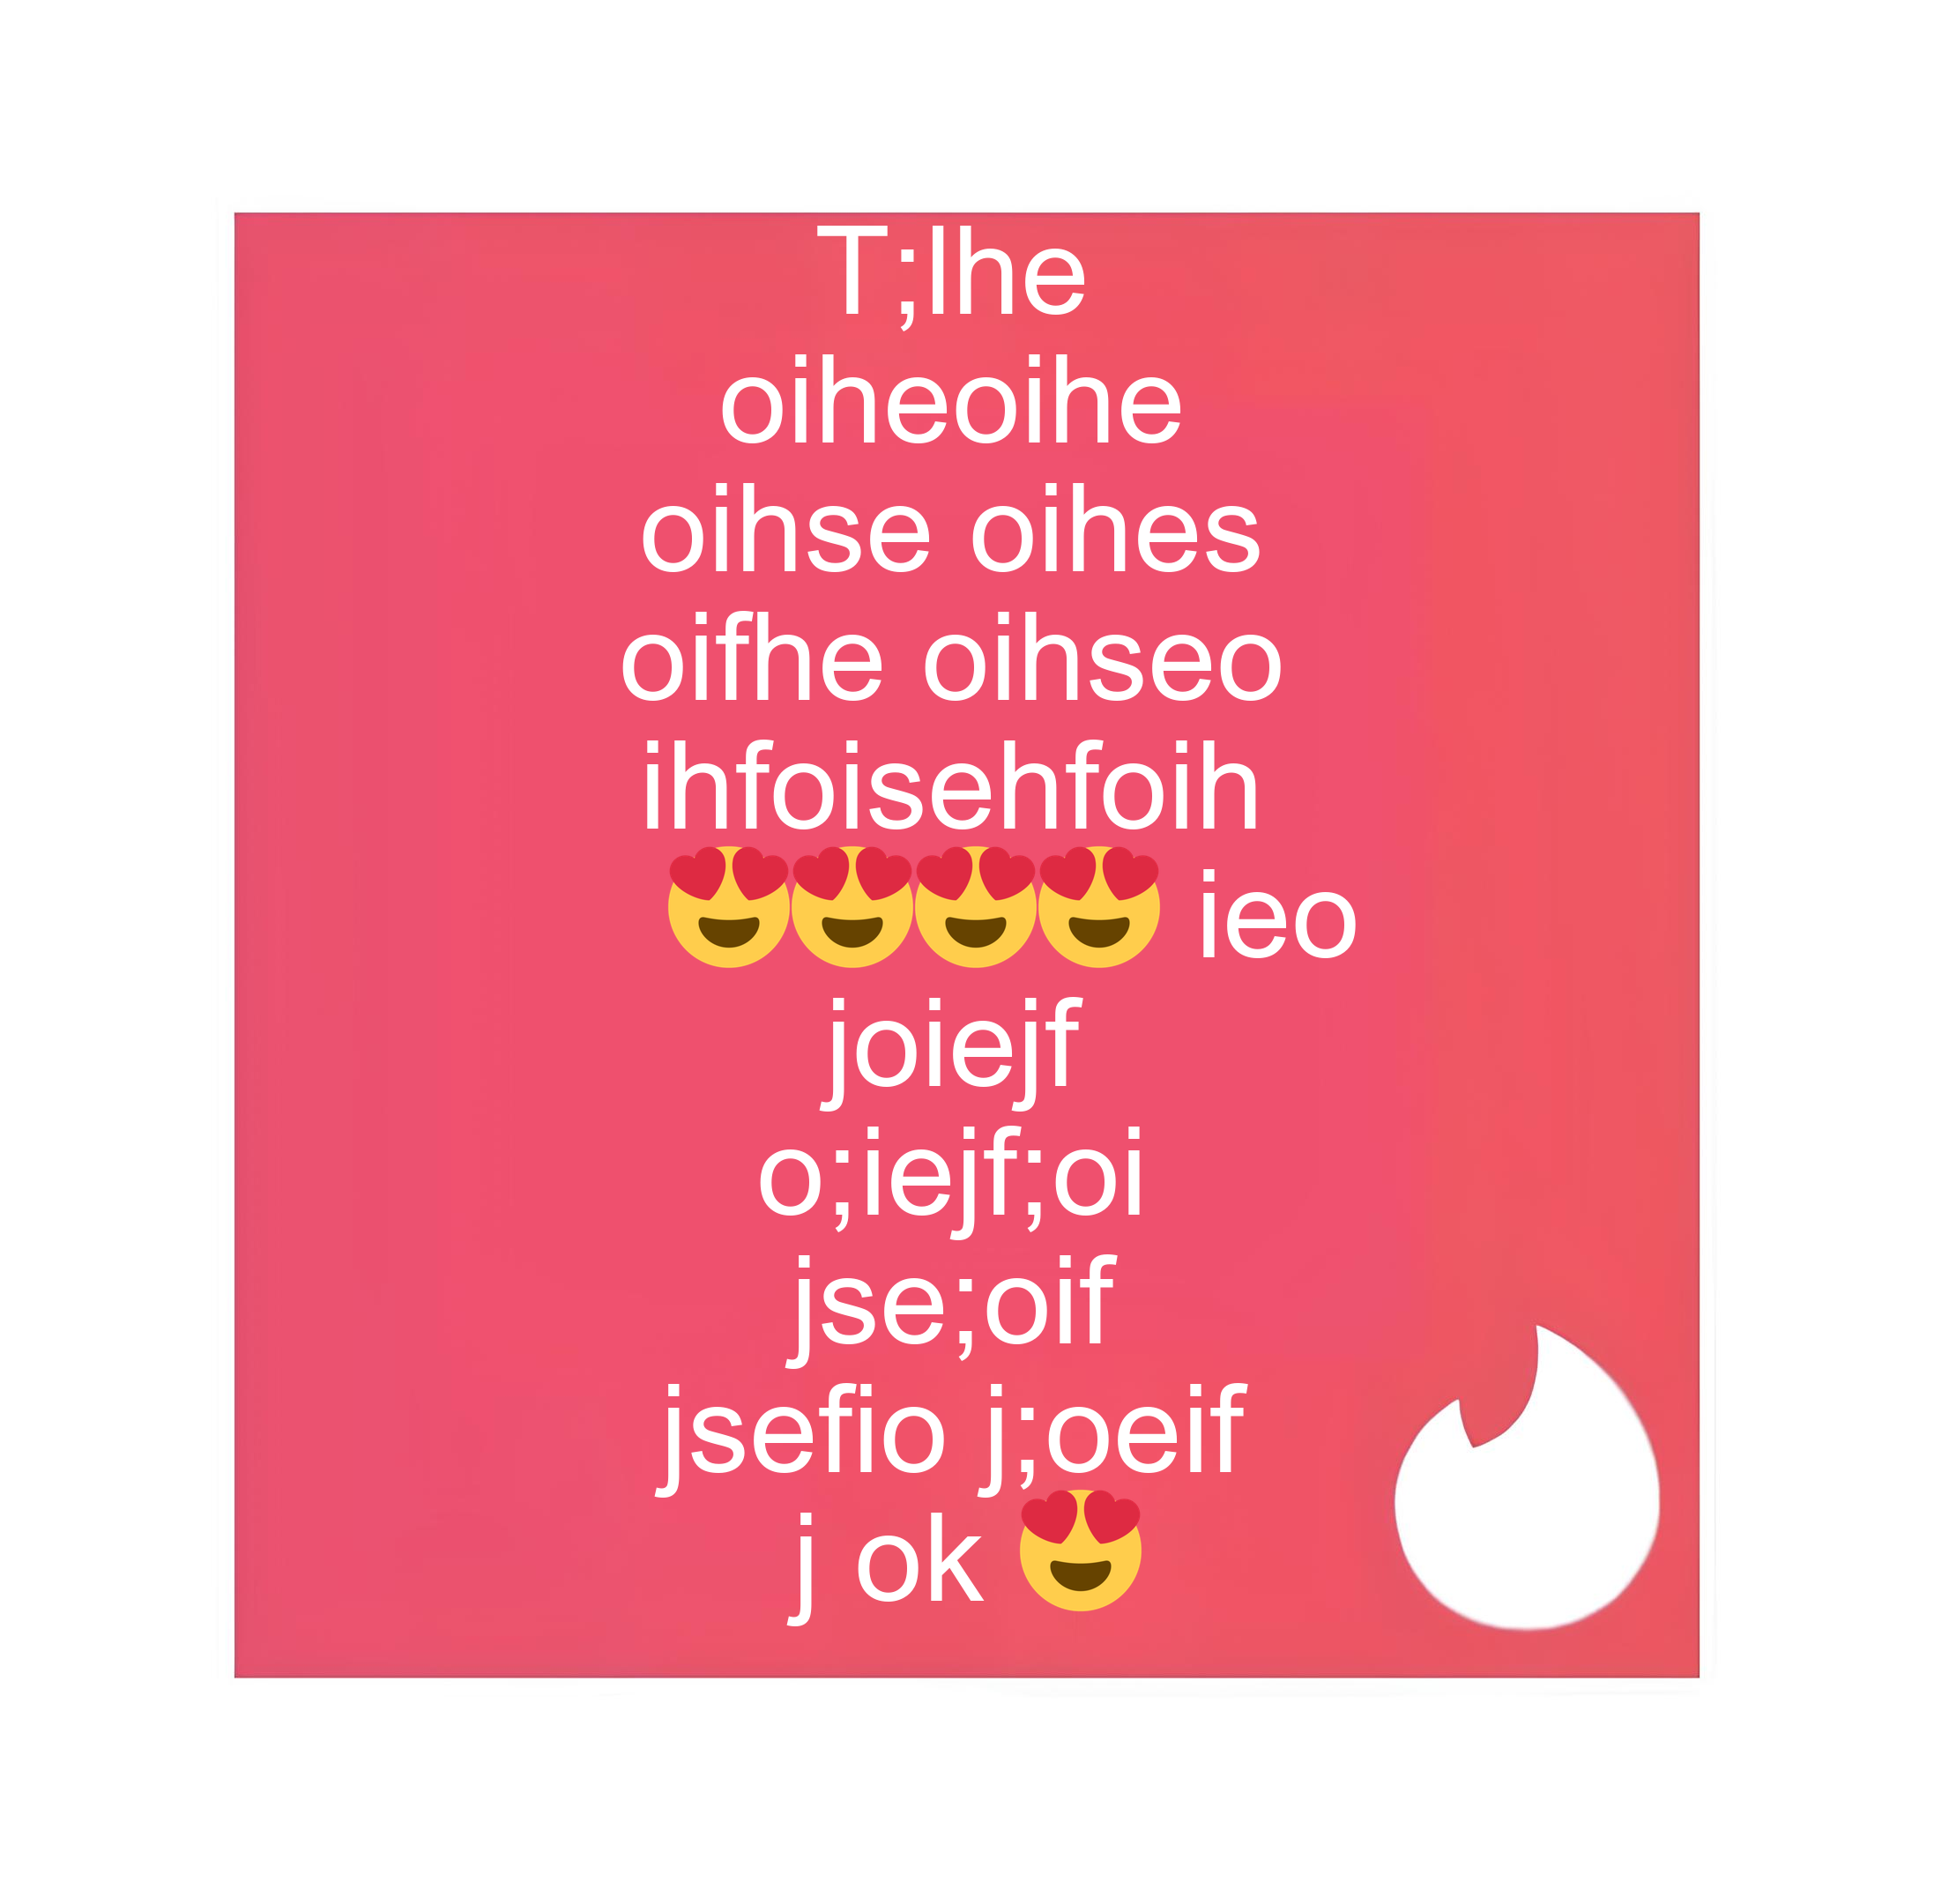 T;lhe
oiheoihe
oihse oihes
oifhe oihseo
ihfoisehfoih
😍😍😍😍 ieo
joiejf
o;iejf;oi
jse;oif
jsefio j;oeif
j ok 😍